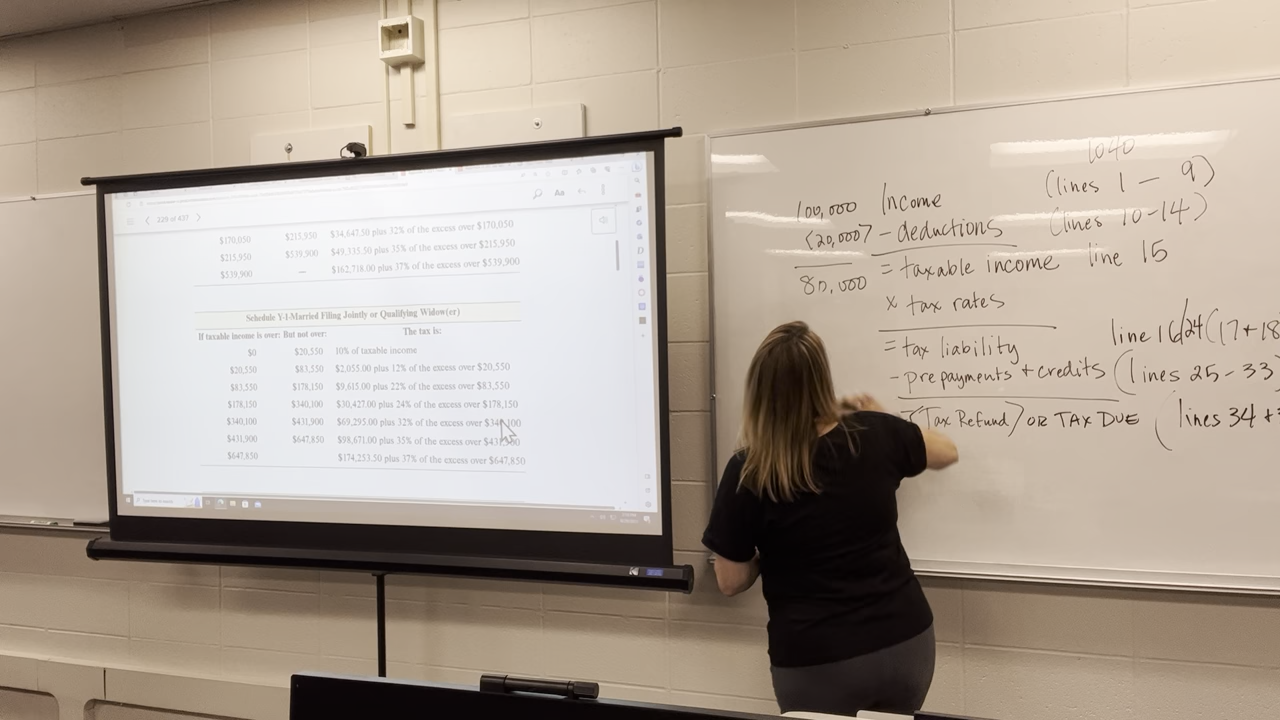 Aa
329 of 437
$170,050 $215,950 $34,647.50 plus 32% of the excess over $170,050
$215,950 $539,900 $49,335.50 plus 35% of the excess over $215,950
$539,900 — $162,718.00 plus 37% of the excess over $539,900
Schedule Y-1-Married Filing Jointly or Qualifying Widow(er)
If taxable income is over: But not over: The tax is:
$0 $20,550 10% of taxable income
$20,550 $83,550 $2,055.00 plus 12% of the excess over $20,550
$83,550 $178,150 $9,615.00 plus 22% of the excess over $83,550
$178,150 $340,100 $30,427.00 plus 24% of the excess over $178,150
$340,100 $431,900 $69,295.00 plus 32% of the excess over
$431,900 $647,850 $98,671.00 plus 35% of the excess over
$647,850 $174,253.50 plus 37% of the excess over $647,850
1040
100,000 Income (lines 1 - 9)
<20,000> - deductions (lines 10-14)
80,000 = taxable income line 15
x tax rates
= tax liability line 16/24 (17+18
- prepayments + credits (lines 25-33
(Tax Refund) OR TAX DUE (lines 34 +